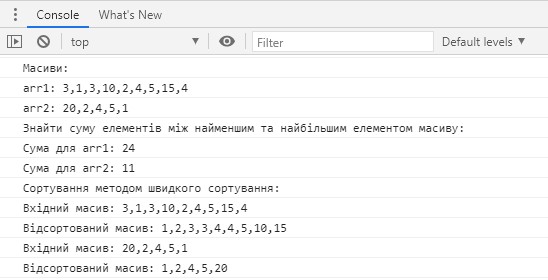 Console What's New
top Filter Default levels
Масиви:
arr1: 3,1,3,10,2,4,5,15,4
arr2: 20,2,4,5,1
Знайти суму елементів між найменшим та найбільшим елементом масиву:
Сума для arr1: 24
Сума для arr2: 11
Сортування методом швидкого сортування:
Вхідний масив: 3,1,3,10,2,4,5,15,4
Відсортований масив: 1,2,3,3,4,4,5,10,15
Вхідний масив: 20,2,4,5,1
Відсортований масив: 1,2,4,5,20